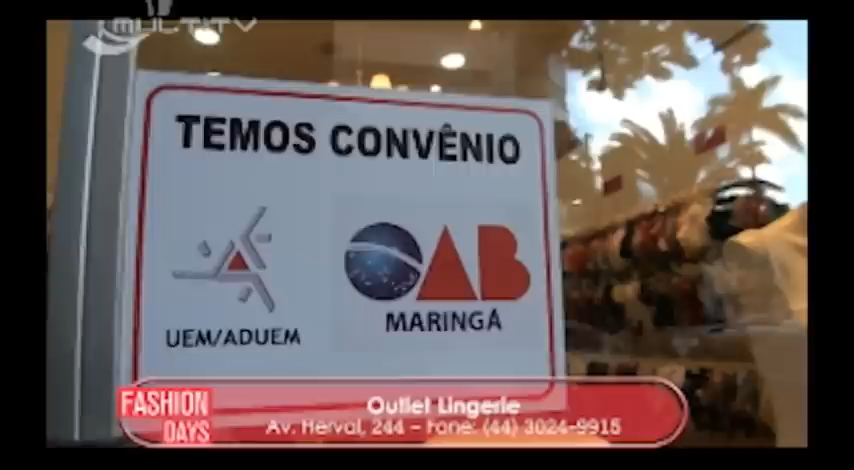 MULTITV
TEMOS CONVÊNIO
UEM/ADUEM
OAB
MARINGÁ
FASHION
DAYS
Outlet Lingerie
Av. Herval, 244 - Fone: (44) 3024-9915